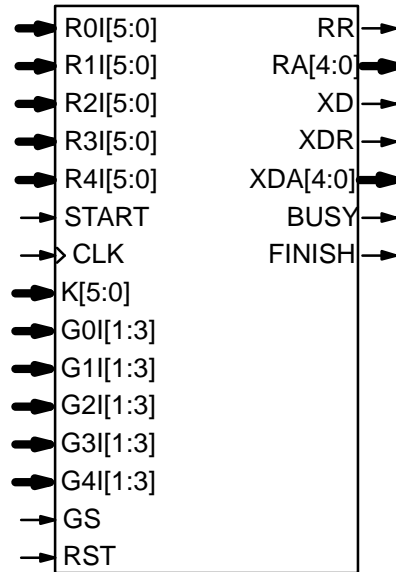 R0I[5:0] RR
R1I[5:0] RA[4:0]
R2I[5:0] XD
R3I[5:0] XDR
R4I[5:0] XDA[4:0]
START BUSY
CLK FINISH
K[5:0]
G0I[1:3]
G1I[1:3]
G2I[1:3]
G3I[1:3]
G4I[1:3]
GS
RST